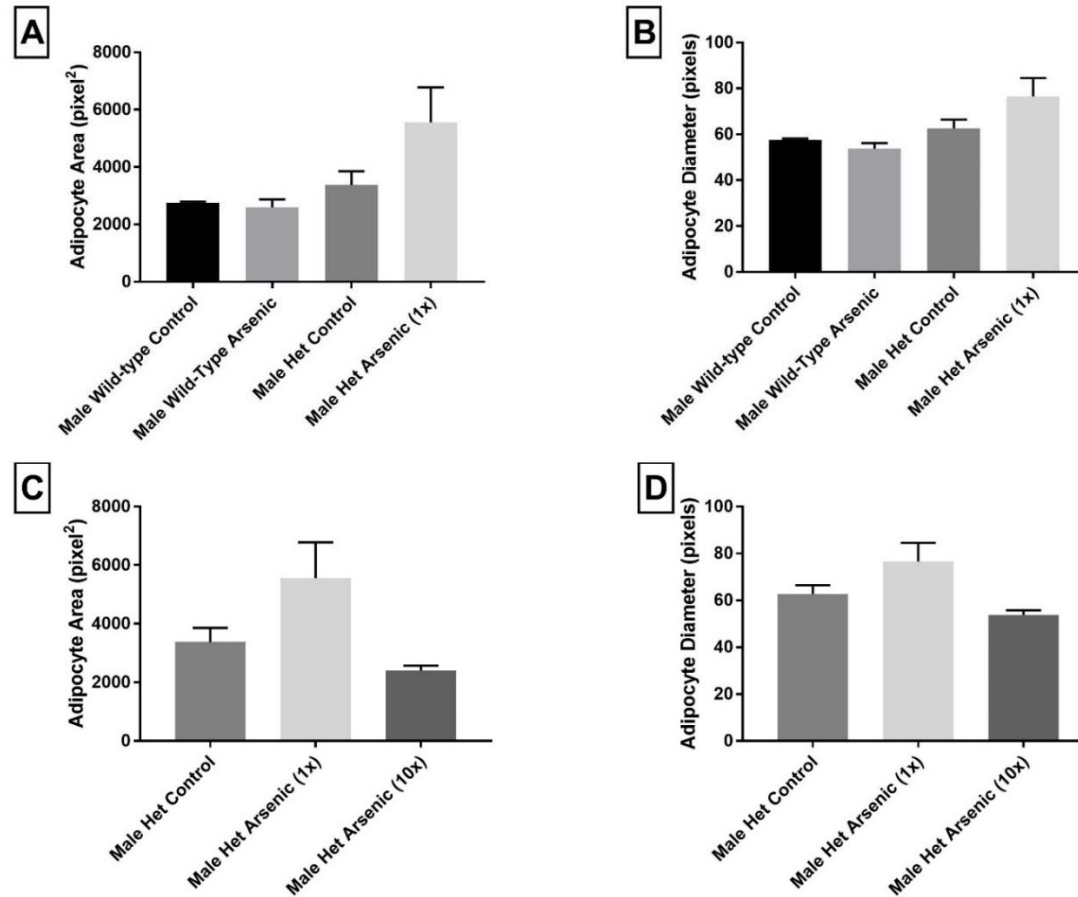 A
Adipocyte Area (pixel²)
8000
6000
4000
2000
0
Male Wild-type Control
Male Wild-Type Arsenic
Male Het Control
Male Het Arsenic (1x)
B
Adipocyte Diameter (pixels)
100
80
60
40
20
0
Male Wild-type Control
Male Wild-Type Arsenic
Male Het Control
Male Het Arsenic (1x)
C
Adipocyte Area (pixel²)
8000
6000
4000
2000
0
Male Het Control
Male Het Arsenic (1x)
Male Het Arsenic (10x)
D
Adipocyte Diameter (pixels)
100
80
60
40
20
0
Male Het Control
Male Het Arsenic (1x)
Male Het Arsenic (10x)